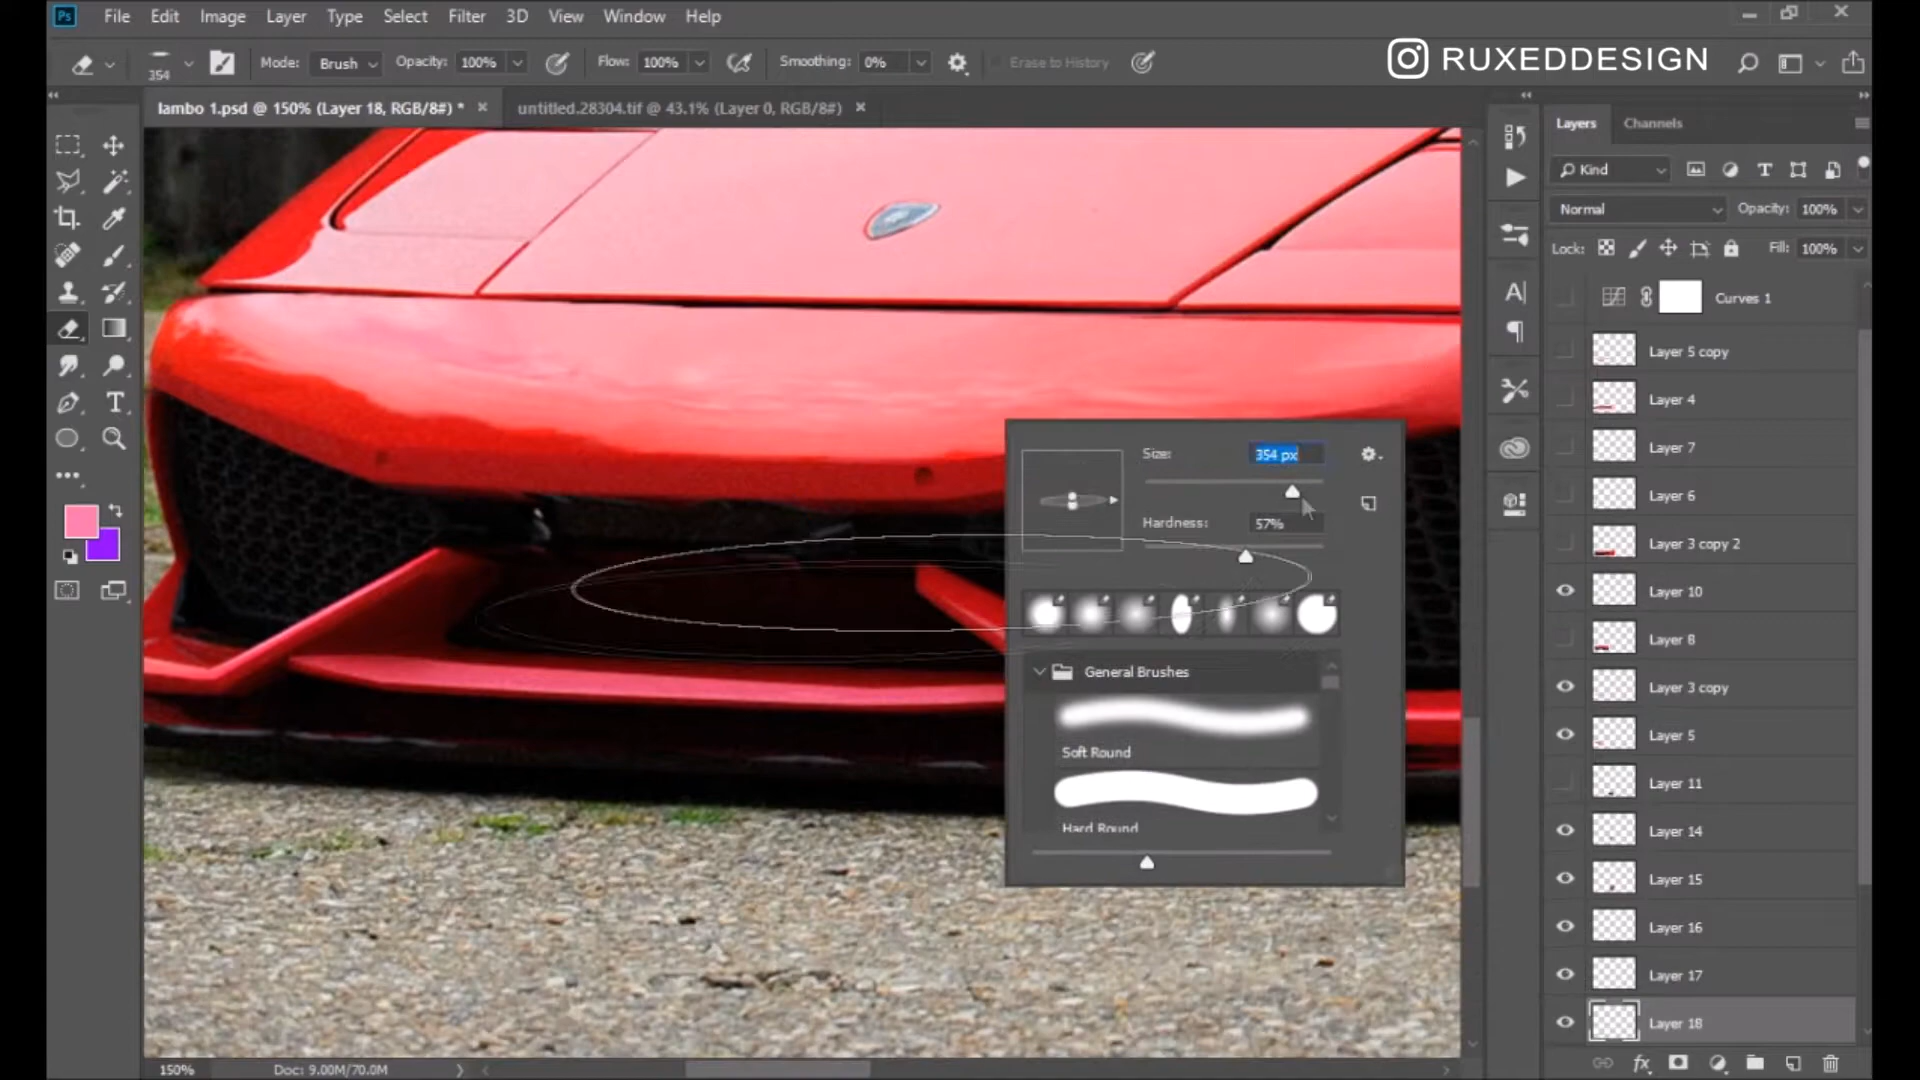 Ps File Edit Image Layer Type Select Filter 3D View Window Help
354 Mode: Brush Opacity: 100% Flow: 100% Smoothing: 0% Erase to History RUXEDDESIGN
lambo 1.psd @ 150% (Layer 18, RGB/8#) * untitled.28304.tif @ 43.1% (Layer 0, RGB/8#)
Layers Channels
Kind
Normal Opacity: 100%
Lock: Fill: 100%
Curves 1
Layer 5 copy
Layer 4
Layer 7
Layer 6
Layer 3 copy 2
Layer 10
Layer 8
Layer 3 copy
Layer 5
Layer 11
Layer 14
Layer 15
Layer 16
Layer 17
Layer 18
Size: 354 px
Hardness: 57%
General Brushes
Soft Round
Hard Round
150% Doc: 9.00M/70.0M